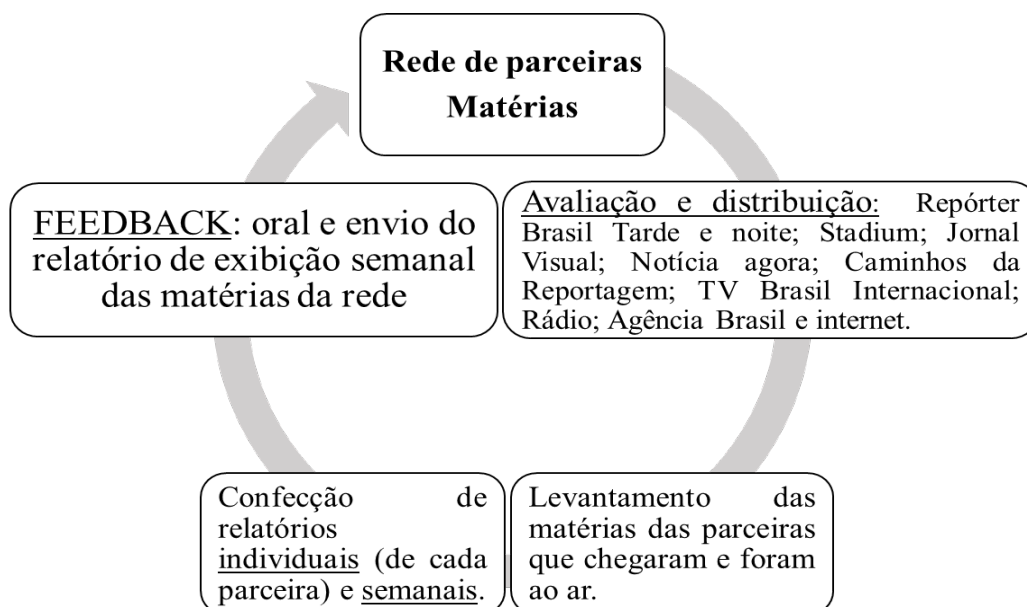 Rede de parceiras
Matérias
Avaliação e distribuição: Repórter
Brasil Tarde e noite; Stadium; Jornal
Visual; Notícia agora; Caminhos da
Reportagem; TV Brasil Internacional;
Rádio; Agência Brasil e internet.
Levantamento das
matérias das parceiras
que chegaram e foram
ao ar.
Confecção de
relatórios
individuais (de cada
parceira) e semanais.
FEEDBACK: oral e envio do
relatório de exibição semanal
das matérias da rede